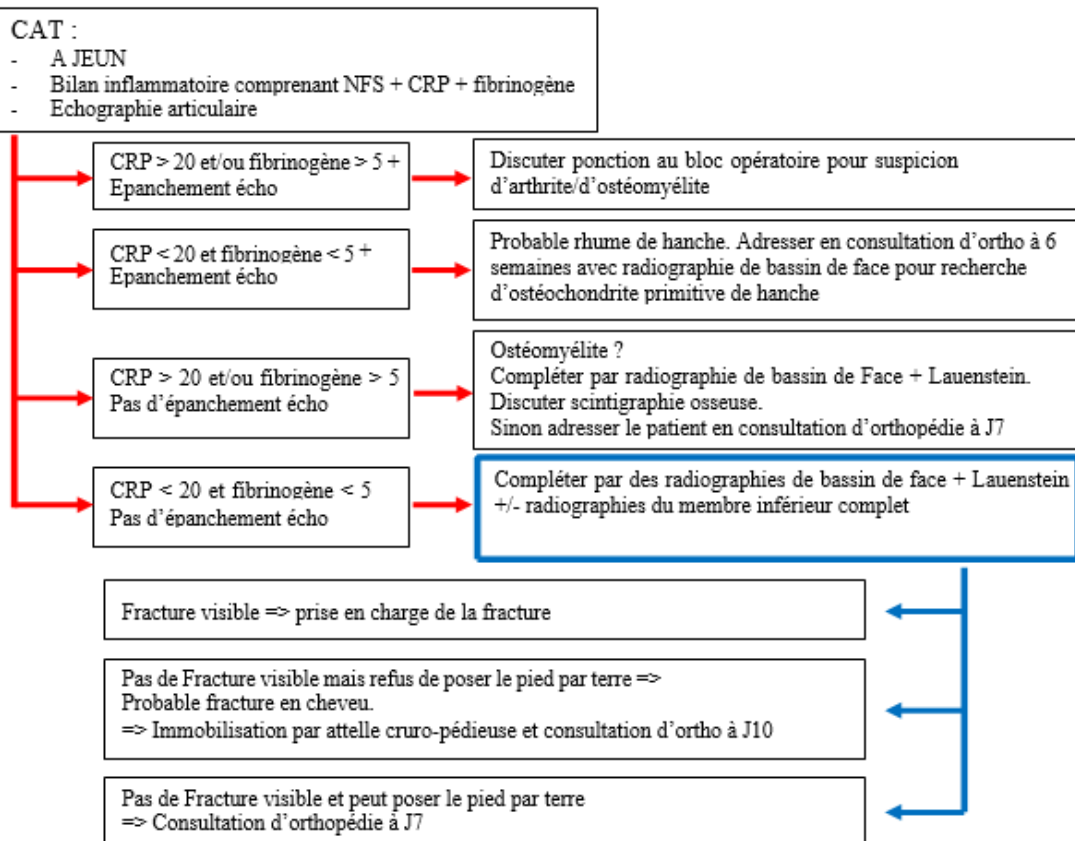 CAT :
- A JEUN
- Bilan inflammatoire comprenant NFS + CRP + fibrinogène
- Echographie articulaire
CRP > 20 et/ou fibrinogène > 5 +
Epanchement écho
Discuter ponction au bloc opératoire pour suspicion
d’arthrite/d’ostéomyélite
CRP < 20 et fibrinogène < 5 +
Epanchement écho
Probable rhume de hanche. Adresser en consultation d’ortho à 6
semaines avec radiographie de bassin de face pour recherche
d’ostéochondrite primitive de hanche
CRP > 20 et/ou fibrinogène > 5
Pas d’épanchement écho
Ostéomyélite ?
Compléter par radiographie de bassin de Face + Lauenstein.
Discuter scintigraphie osseuse.
Sinon adresser le patient en consultation d’orthopédie à J7
CRP < 20 et fibrinogène < 5
Pas d’épanchement écho
Compléter par des radiographies de bassin de face + Lauenstein
+/- radiographies du membre inférieur complet
Fracture visible => prise en charge de la fracture
Pas de Fracture visible mais refus de poser le pied par terre =>
Probable fracture en cheveu.
=> Immobilisation par attelle cruro-pédieuse et consultation d’ortho à J10
Pas de Fracture visible et peut poser le pied par terre
=> Consultation d’orthopédie à J7